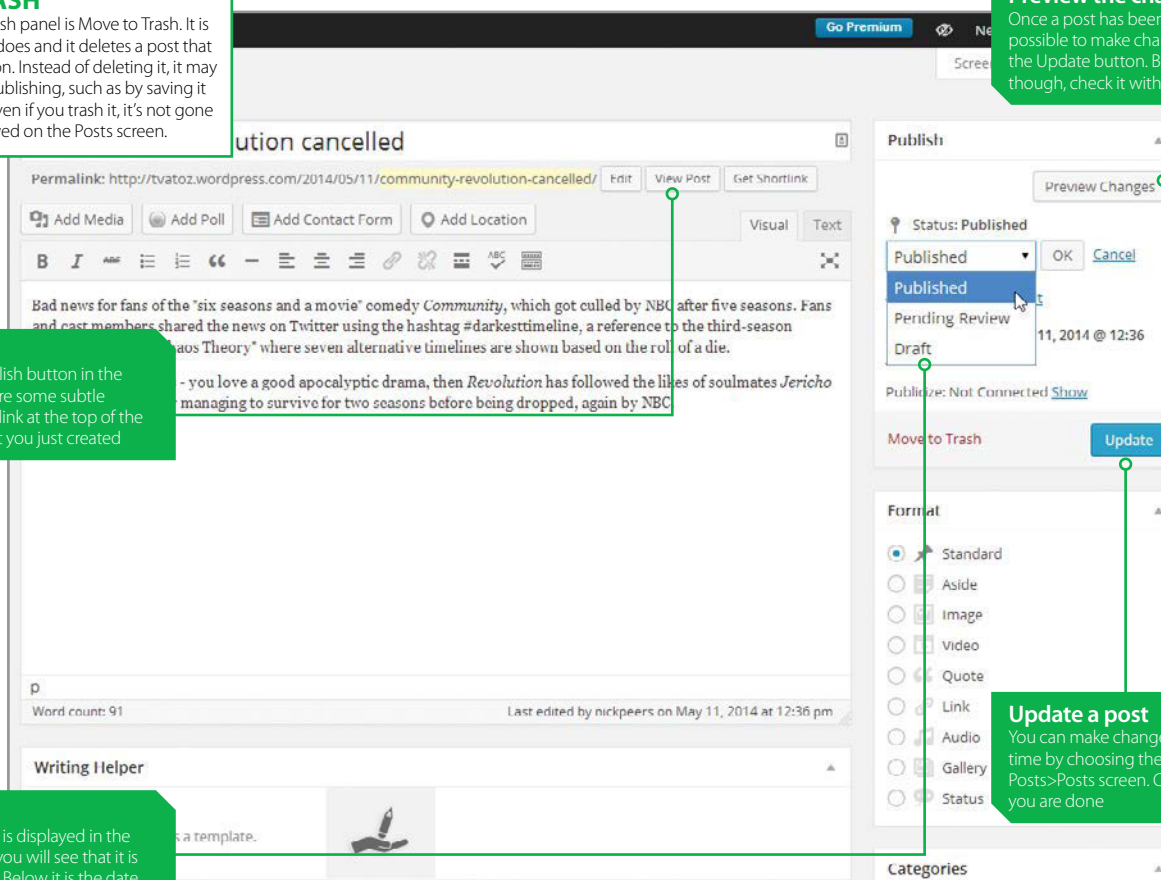 ASH
sh panel is Move to Trash. It is
does and it deletes a post that
on. Instead of deleting it, it may
ublishing, such as by saving it
ven if you trash it, it's not gone
ved on the Posts screen.
Go Premium
Ne
Scree
Preview the cha
Once a post has been
possible to make cha
the Update button. B
though, check it with
ution cancelled
Permalink: http://tvatoz.wordpress.com/2014/05/11/community-revolution-cancelled/ Edit View Post Get Shortlink
Add Media Add Poll Add Contact Form Add Location
Visual Text
B I ABC ABC
Bad news for fans of the "six seasons and a movie" comedy Community, which got culled by NBC after five seasons. Fans
and cast members shared the news on Twitter using the hashtag #darkesttimeline, a reference to the third-season
aos Theory" where seven alternative timelines are shown based on the roll of a die.
- you love a good apocalyptic drama, then Revolution has followed the likes of soulmates Jericho
managing to survive for two seasons before being dropped, again by NBC.
lish button in the
re some subtle
link at the top of the
t you just created
p
Word count: 91
Last edited by nickpeers on May 11, 2014 at 12:36 pm
Writing Helper
s a template.
is displayed in the
you will see that it is
Below it is the date
Publish
Preview Changes
Status: Published
Published OK Cancel
Published
Pending Review
Draft
t
11, 2014 @ 12:36
Publicize: Not Connected Show
Move to Trash
Update
Format
Standard
Aside
Image
Video
Quote
Link
Audio
Gallery
Status
Update a post
You can make change
time by choosing the
Posts>Posts screen. C
you are done
Categories